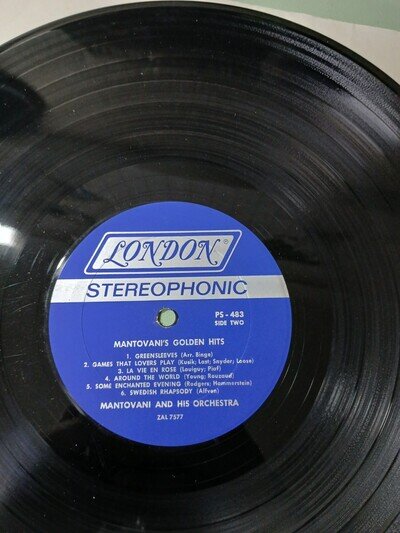 LONDON®
STEREOPHONIC
PS - 483
SIDE TWO
MANTOVANI'S GOLDEN HITS
1. GREENSLEEVES (Arr. Binge)
2. GAMES THAT LOVERS PLAY (Kusik; Last; Snyder; Loose)
3. LA VIE EN ROSE (Louiguy; Piaf)
4. AROUND THE WORLD (Young; Rouzaud)
5. SOME ENCHANTED EVENING (Rodgers; Hammerstein)
6. SWEDISH RHAPSODY (Alfven)
MANTOVANI AND HIS ORCHESTRA
ZAL 7577